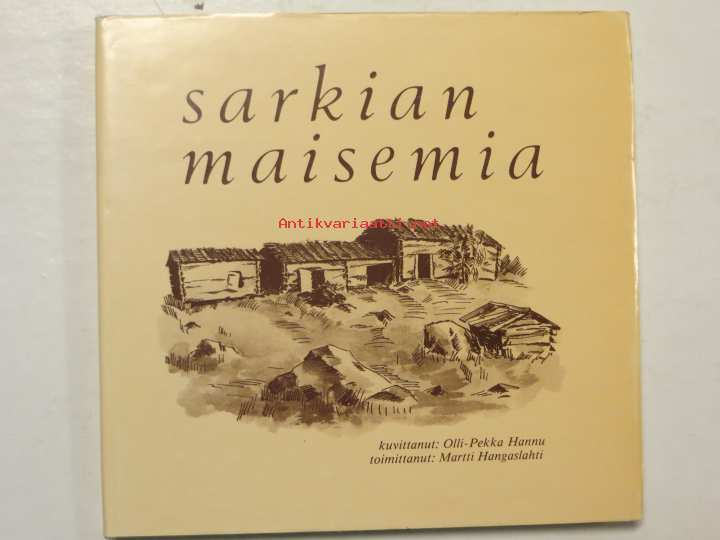 sarkian
maisemia
Antikvariaatti.net
kuvittanut: Olli-Pekka Hannu
toimittanut: Martti Hangaslahti